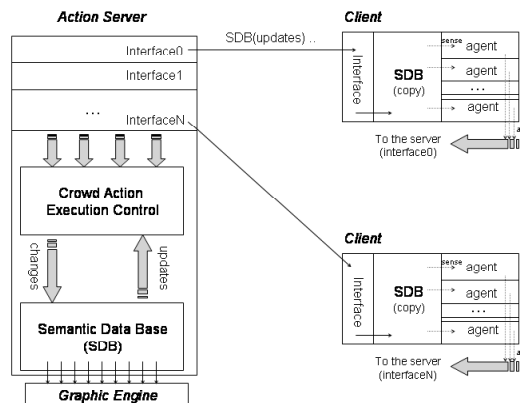 Action Server
Interface0
Interface1
...
InterfaceN
Crowd Action
Execution Control
changes
updates
Semantic Data Base
(SDB)
Graphic Engine
SDB(updates) ..
Client
Interface
SDB
(copy)
sense
agent
agent
...
agent
a
To the server
(interface0)
Client
Interface
SDB
(copy)
sense
agent
agent
...
agent
a
To the server
(interfaceN)